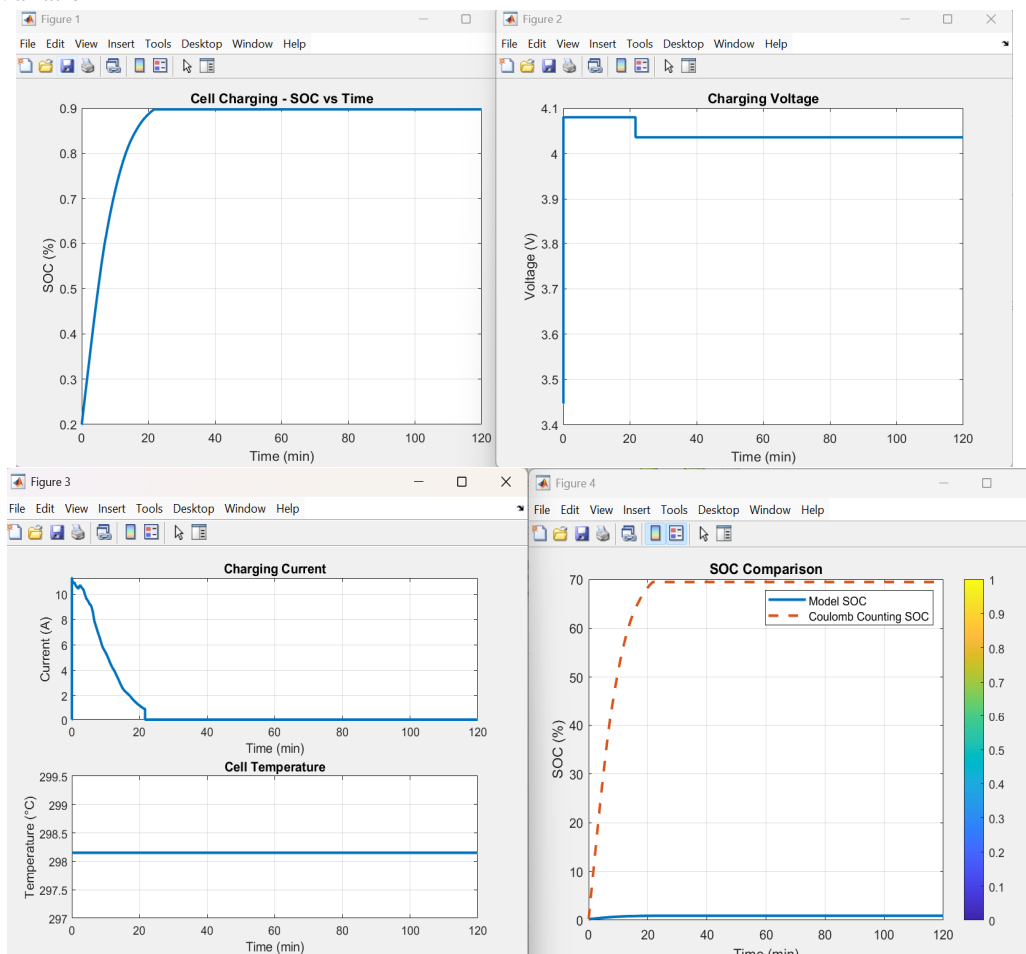 Figure 1
File Edit View Insert Tools Desktop Window Help
Cell Charging - SOC vs Time
0.9
0.8
0.7
0.6
0.5
0.4
0.3
0.2
SOC (%)
0 20 40 60 80 100 120
Time (min)
Figure 2
File Edit View Insert Tools Desktop Window Help
Charging Voltage
4.1
4
3.9
3.8
3.7
3.6
3.5
3.4
Voltage (V)
0 20 40 60 80 100 120
Time (min)
Figure 3
File Edit View Insert Tools Desktop Window Help
Charging Current
10
8
6
4
2
0
Current (A)
0 20 40 60 80 100 120
Time (min)
Cell Temperature
299.5
299
298.5
298
297.5
297
Temperature (°C)
0 20 40 60 80 100 120
Time (min)
Figure 4
File Edit View Insert Tools Desktop Window Help
SOC Comparison
Model SOC
Coulomb Counting SOC
70
60
50
40
30
20
10
0
SOC (%)
0 20 40 60 80 100 120
Time (min)
1
0.9
0.8
0.7
0.6
0.5
0.4
0.3
0.2
0.1
0